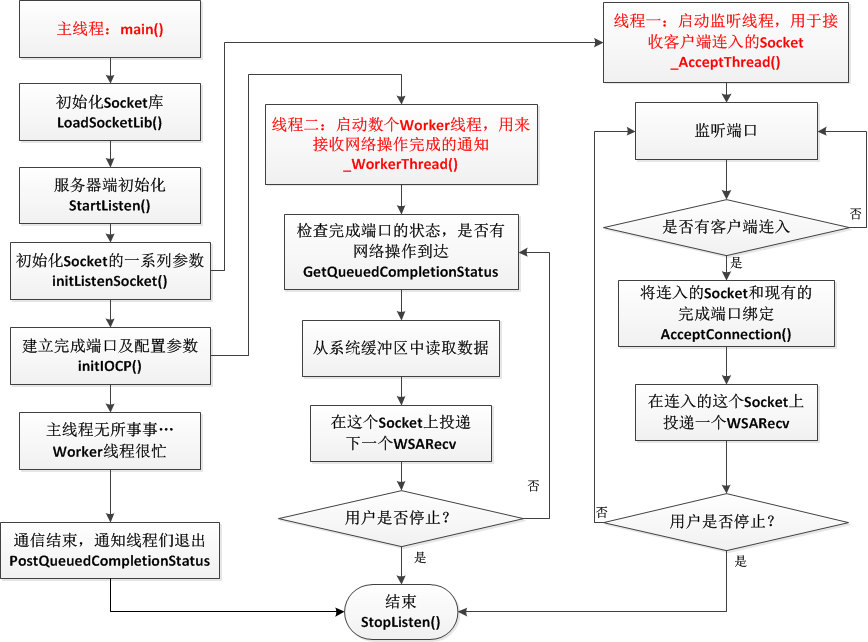 主线程：main()
初始化Socket库
LoadSocketLib()
服务器端初始化
StartListen()
初始化Socket的一系列参数
initListenSocket()
建立完成端口及配置参数
initIOCP()
主线程无所事事…
Worker线程很忙
通信结束，通知线程们退出
PostQueuedCompletionStatus
线程二：启动数个Worker线程，用来
接收网络操作完成的通知
_WorkerThread()
检查完成端口的状态，是否有
网络操作到达
GetQueuedCompletionStatus
从系统缓冲区中读取数据
在这个Socket上投递
下一个WSARecv
否
用户是否停止？
是
结束
StopListen()
线程一：启动监听线程，用于接
收客户端连入的Socket
_AcceptThread()
监听端口
否
是否有客户端连入
是
将连入的Socket和现有的
完成端口绑定
AcceptConnection()
在连入的这个Socket上
投递一个WSARecv
否
用户是否停止？
是